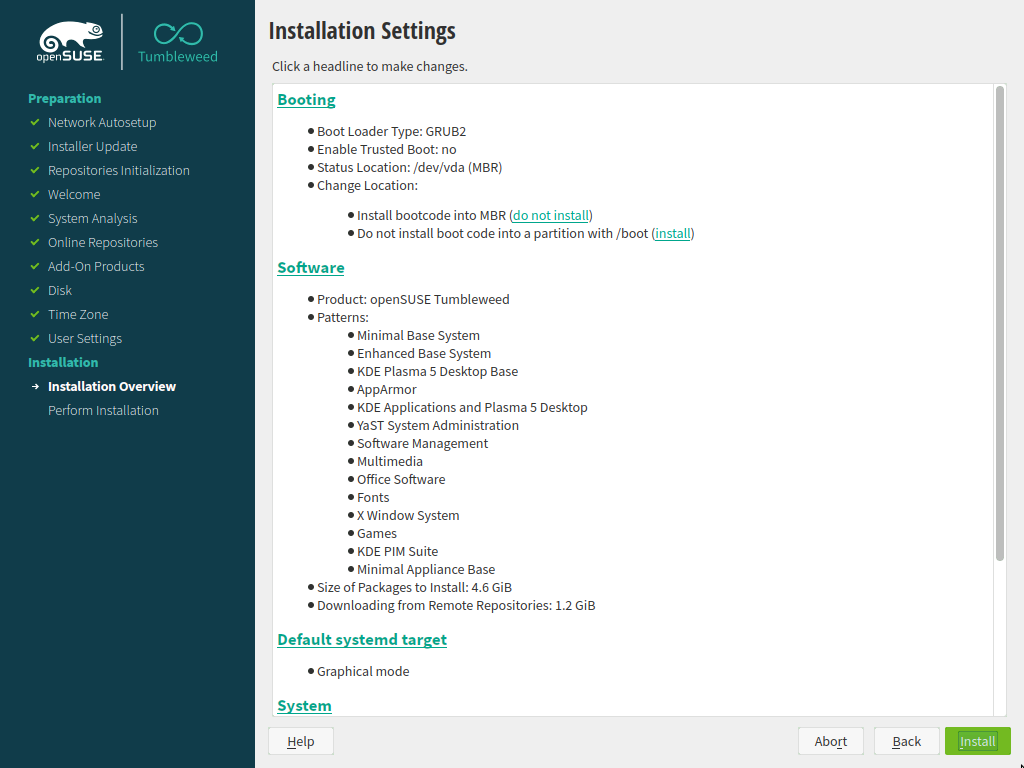 openSUSE
Tumbleweed
Preparation
Network Autosetup
Installer Update
Repositories Initialization
Welcome
System Analysis
Online Repositories
Add-On Products
Disk
Time Zone
User Settings
Installation
Installation Overview
Perform Installation
Installation Settings
Click a headline to make changes.
Booting
Boot Loader Type: GRUB2
Enable Trusted Boot: no
Status Location: /dev/vda (MBR)
Change Location:
Install bootcode into MBR (do not install)
Do not install boot code into a partition with /boot (install)
Software
Product: openSUSE Tumbleweed
Patterns:
Minimal Base System
Enhanced Base System
KDE Plasma 5 Desktop Base
AppArmor
KDE Applications and Plasma 5 Desktop
YaST System Administration
Software Management
Multimedia
Office Software
Fonts
X Window System
Games
KDE PIM Suite
Minimal Appliance Base
Size of Packages to Install: 4.6 GiB
Downloading from Remote Repositories: 1.2 GiB
Default systemd target
Graphical mode
System
Help
Abort
Back
Install